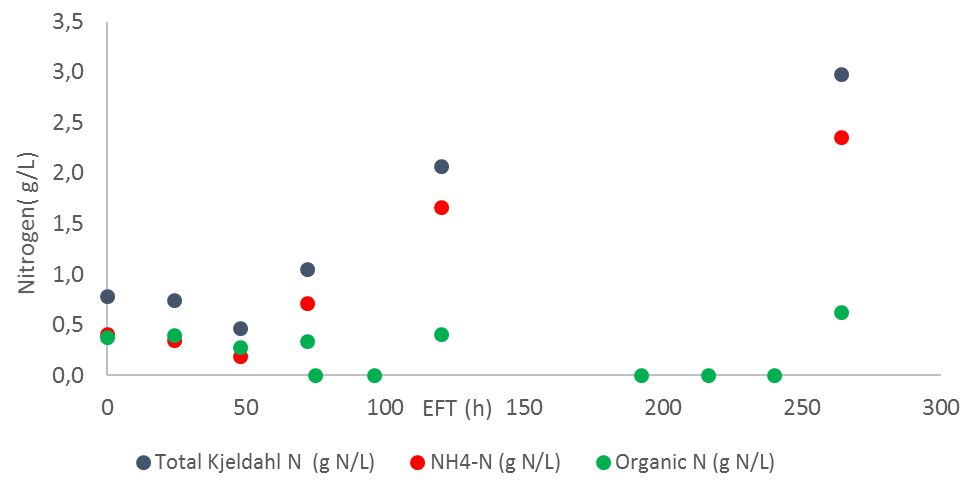 3,5
3,0
2,5
2,0
1,5
1,0
0,5
0,0
Nitrogen( g/L)
0 50 100 150 200 250 300
EFT (h)
Total Kjeldahl N (g N/L) NH4-N (g N/L) Organic N (g N/L)